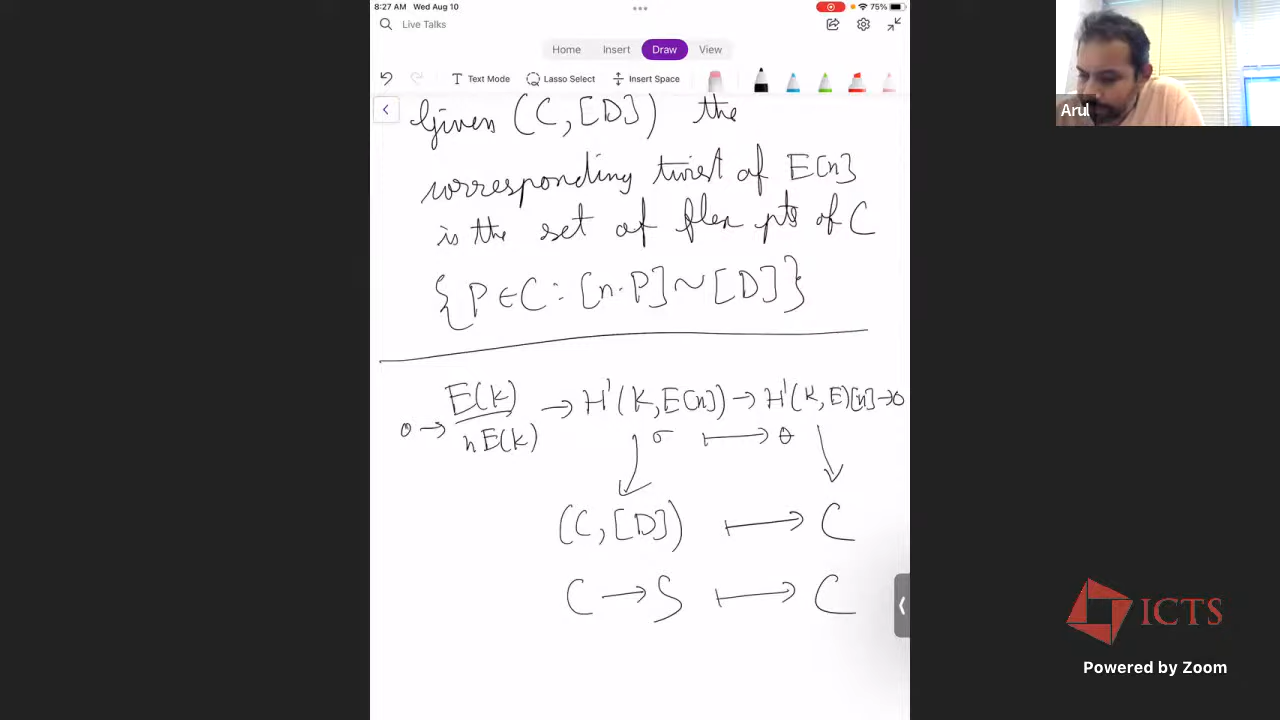 8:27 AM Wed Aug 10
75%
Live Talks
Home Insert Draw View
Text Mode Lasso Select Insert Space
Given (C, [D]) the
corresponding twist of E[n]
is the set of flex pts of C
{P ∈ C : [n·P] ~ [D]}
0 → E(k)/nE(k) → H¹(K, E[n]) → H¹(K, E)[n] → 0
σ ↦ θ
(C, [D]) ↦ C
C → S ↦ C
Arul
ICTS
Powered by Zoom